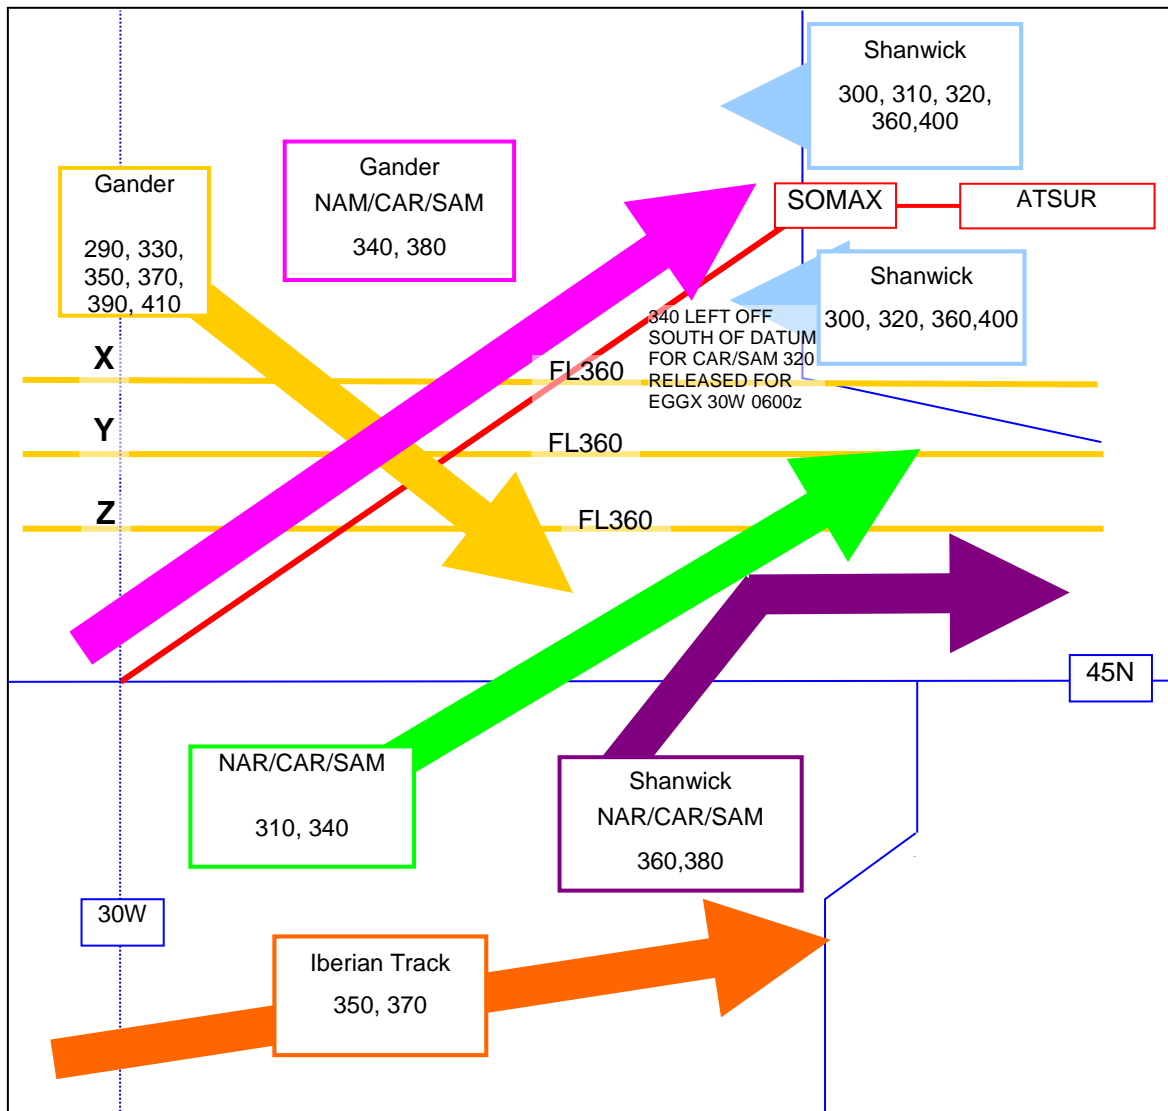 Shanwick
300, 310, 320,
360,400
Gander
NAM/CAR/SAM
340, 380
Gander
290, 330,
350, 370,
390, 410
SOMAX
ATSUR
Shanwick
300, 320, 360,400
340 LEFT OFF
SOUTH OF DATUM
FOR CAR/SAM 320
RELEASED FOR
EGGX 30W 0600z
X
FL360
Y
FL360
Z
FL360
45N
NAR/CAR/SAM
310, 340
Shanwick
NAR/CAR/SAM
360,380
30W
Iberian Track
350, 370